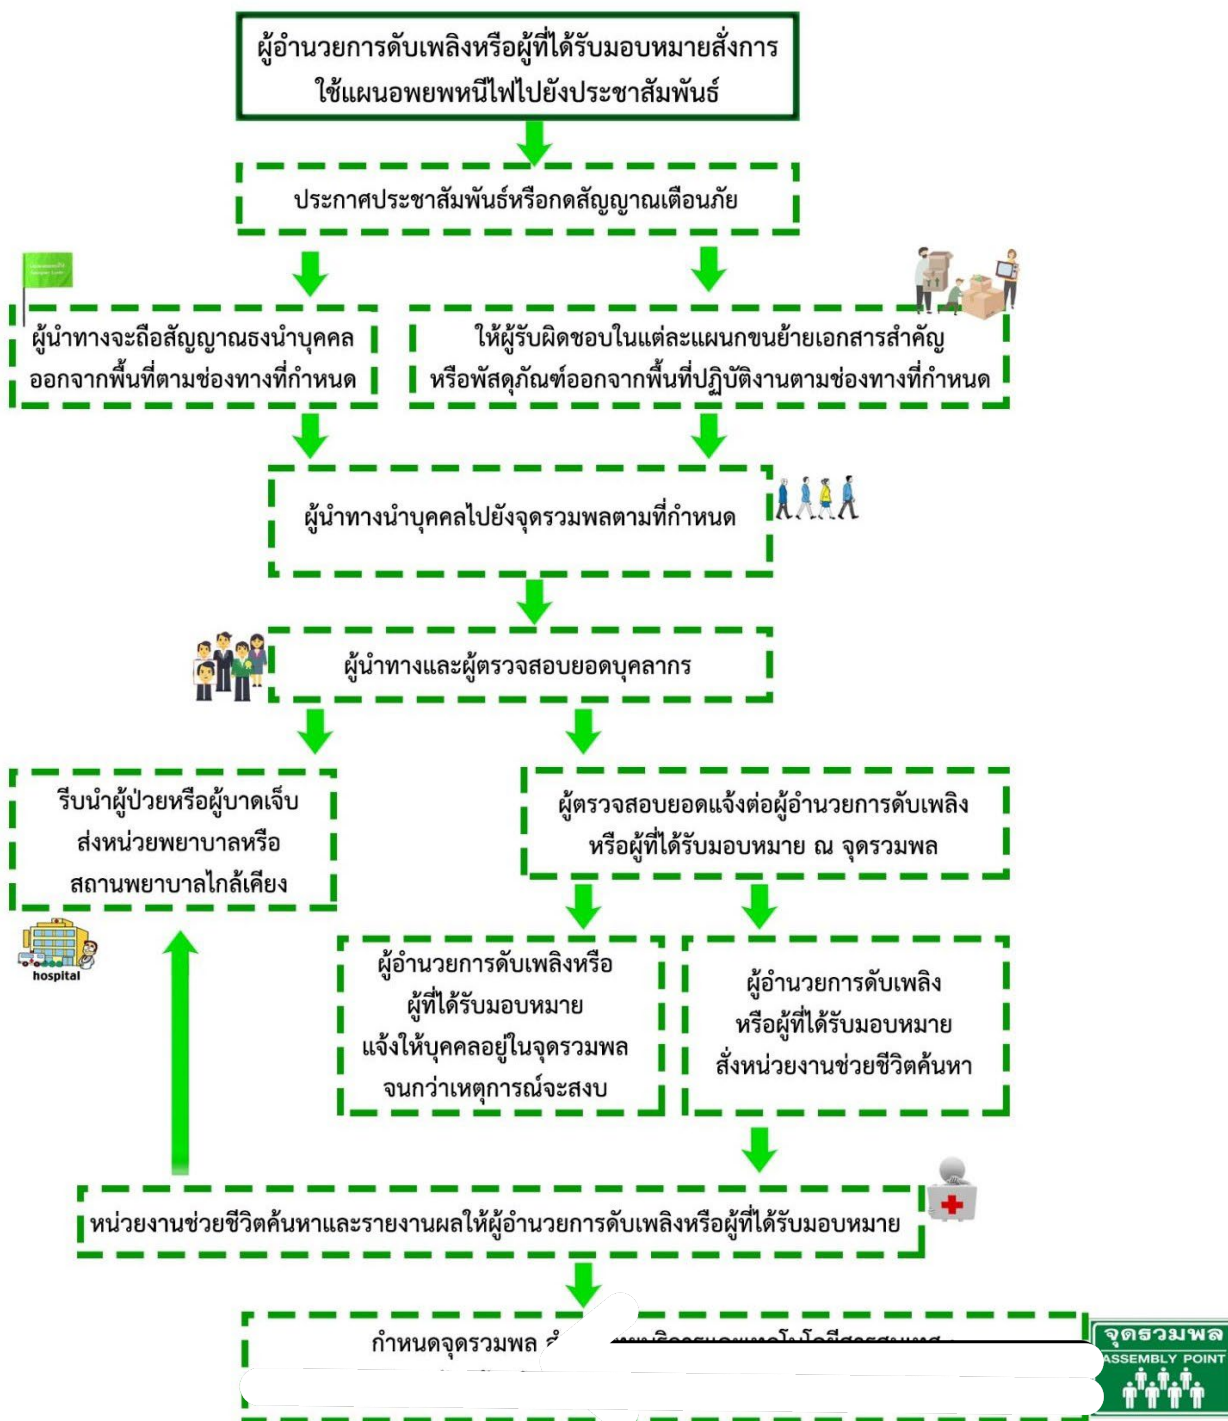 ผู้อำนวยการดับเพลิงหรือผู้ที่ได้รับมอบหมายสั่งการ
ใช้แผนอพยพหนีไฟไปยังประชาสัมพันธ์
ประกาศประชาสัมพันธ์หรือกดสัญญาณเตือนภัย
ผู้นำทางจะถือสัญญาณธงนำบุคคล
ออกจากพื้นที่ตามช่องทางที่กำหนด
ให้ผู้รับผิดชอบในแต่ละแผนกขนย้ายเอกสารสำคัญ
หรือพัสดุภัณฑ์ออกจากพื้นที่ปฏิบัติงานตามช่องทางที่กำหนด
ผู้นำทางนำบุคคลไปยังจุดรวมพลตามที่กำหนด
ผู้นำทางและผู้ตรวจสอบยอดบุคลากร
รีบนำผู้ป่วยหรือผู้บาดเจ็บ
ส่งหน่วยพยาบาลหรือ
สถานพยาบาลใกล้เคียง
hospital
ผู้ตรวจสอบยอดแจ้งต่อผู้อำนวยการดับเพลิง
หรือผู้ที่ได้รับมอบหมาย ณ จุดรวมพล
ผู้อำนวยการดับเพลิงหรือ
ผู้ที่ได้รับมอบหมาย
แจ้งให้บุคคลอยู่ในจุดรวมพล
จนกว่าเหตุการณ์จะสงบ
ผู้อำนวยการดับเพลิง
หรือผู้ที่ได้รับมอบหมาย
สั่งหน่วยงานช่วยชีวิตค้นหา
หน่วยงานช่วยชีวิตค้นหาและรายงานผลให้ผู้อำนวยการดับเพลิงหรือผู้ที่ได้รับมอบหมาย
กำหนดจุดรวมพล
จุดรวมพล
ASSEMBLY POINT